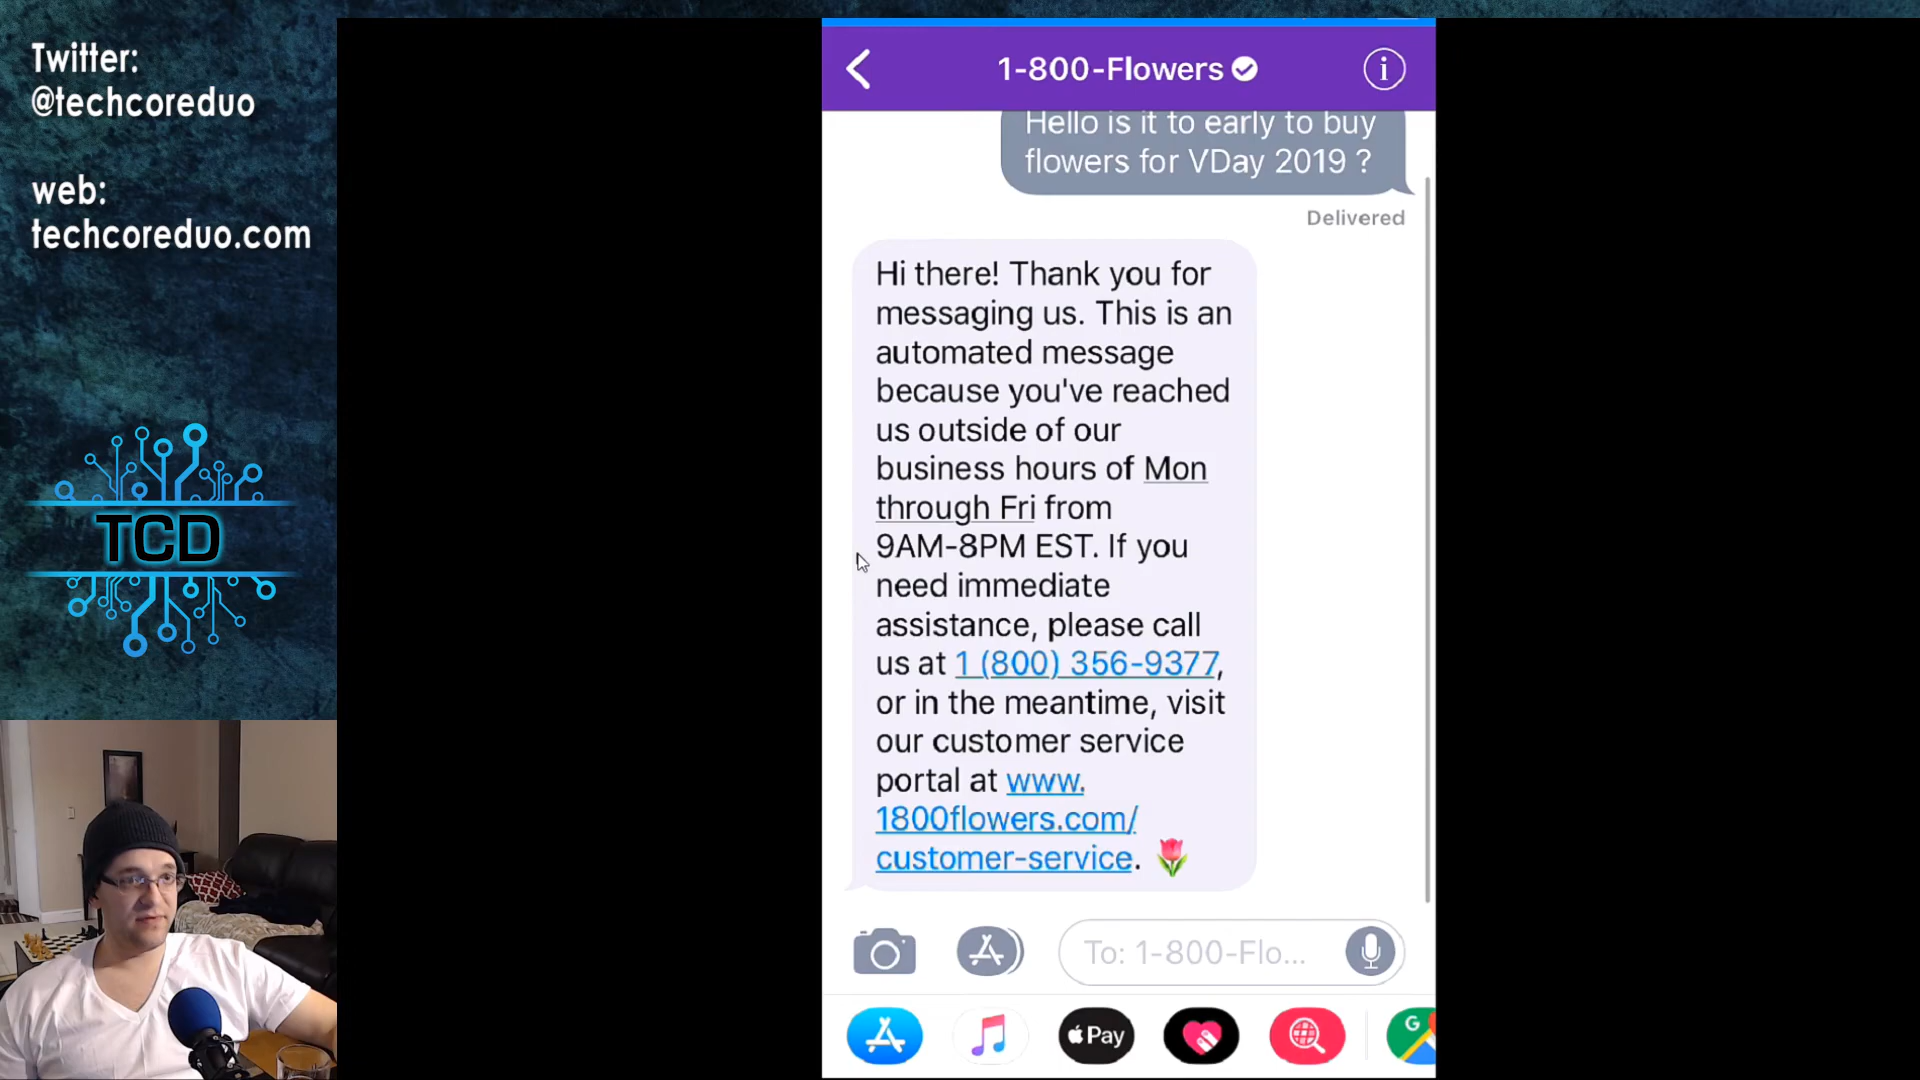 Twitter:
@techcoreduo
web:
techcoreduo.com
TCD
1-800-Flowers
Hello is it to early to buy
flowers for VDay 2019 ?
Delivered
Hi there! Thank you for
messaging us. This is an
automated message
because you've reached
us outside of our
business hours of Mon
through Fri from
9AM-8PM EST. If you
need immediate
assistance, please call
us at 1 (800) 356-9377,
or in the meantime, visit
our customer service
portal at www.
1800flowers.com/
customer-service.
To: 1-800-Flo...
Pay
G